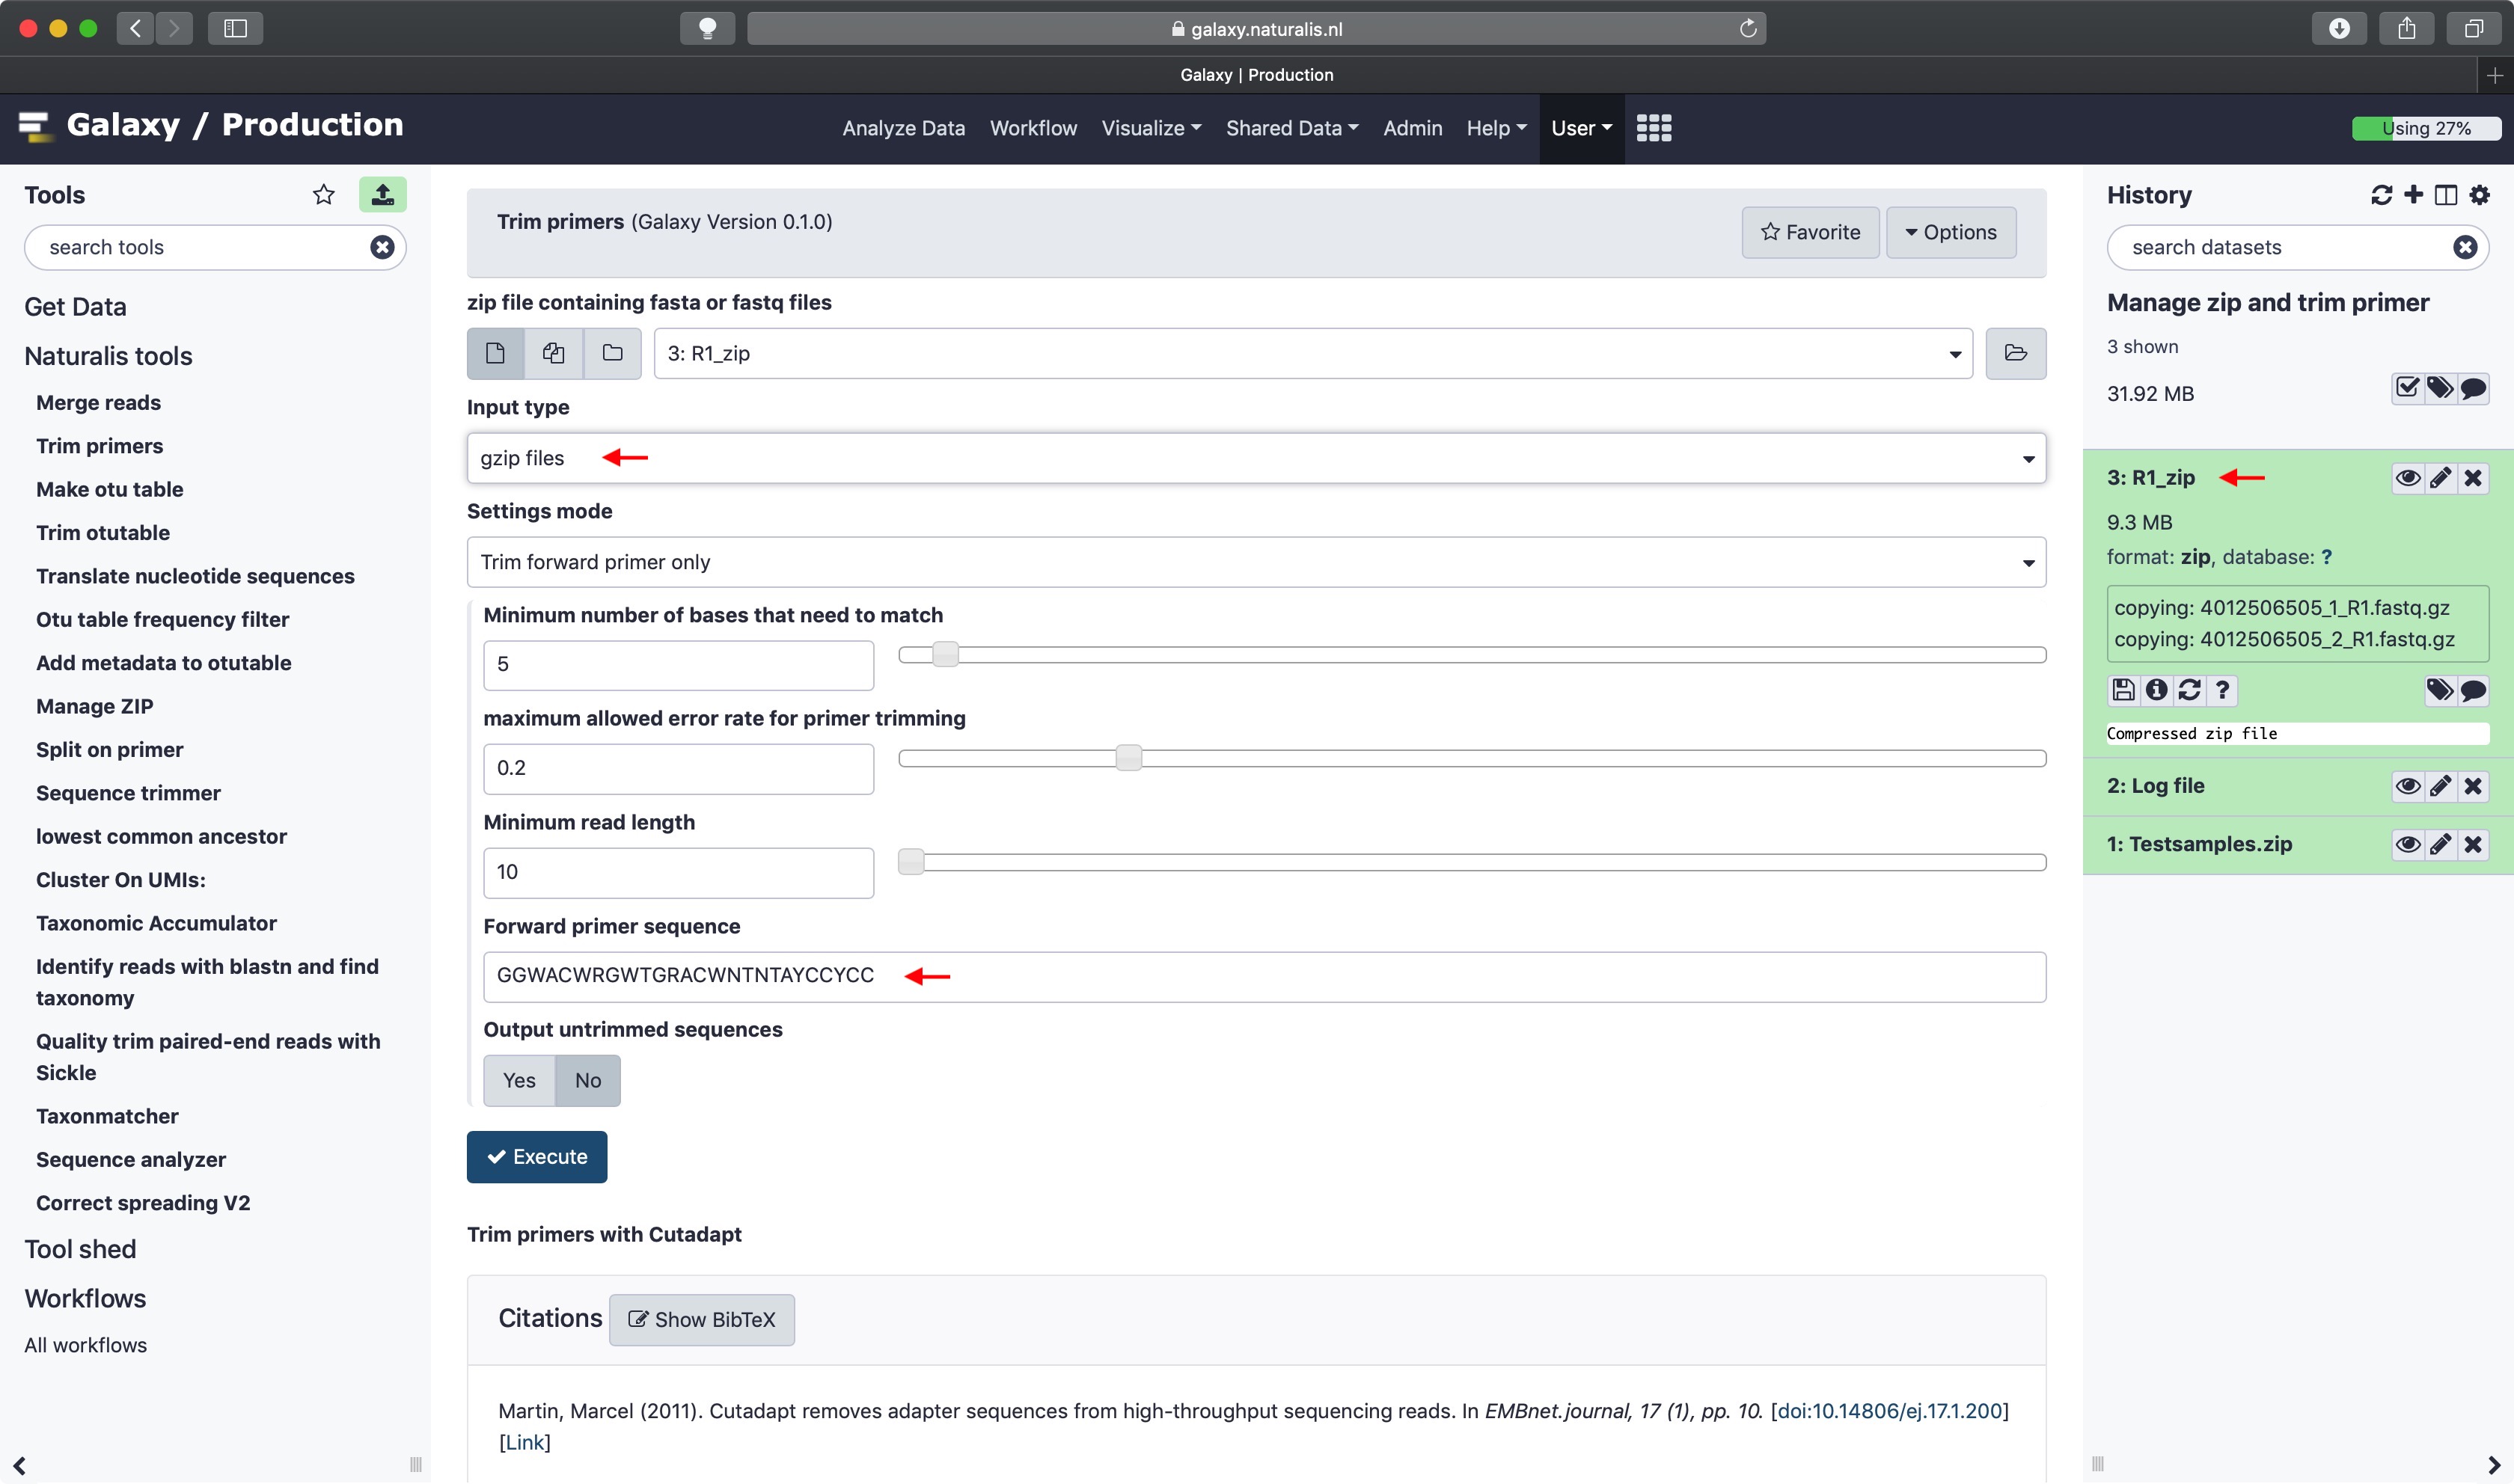 galaxy.naturalis.nl
Galaxy | Production
Galaxy / Production
Analyze Data Workflow Visualize Shared Data Admin Help User
Using 27%
Tools
search tools
Get Data
Naturalis tools
Merge reads
Trim primers
Make otu table
Trim otutable
Translate nucleotide sequences
Otu table frequency filter
Add metadata to otutable
Manage ZIP
Split on primer
Sequence trimmer
lowest common ancestor
Cluster On UMIs:
Taxonomic Accumulator
Identify reads with blastn and find
taxonomy
Quality trim paired-end reads with
Sickle
Taxonmatcher
Sequence analyzer
Correct spreading V2
Tool shed
Workflows
All workflows
Trim primers (Galaxy Version 0.1.0)
Favorite
Options
zip file containing fasta or fastq files
3: R1_zip
Input type
gzip files
Settings mode
Trim forward primer only
Minimum number of bases that need to match
5
maximum allowed error rate for primer trimming
0.2
Minimum read length
10
Forward primer sequence
GGWACWRGWTGRACWNTNTAYCCYCC
Output untrimmed sequences
Yes No
Execute
Trim primers with Cutadapt
Citations
Show BibTeX
Martin, Marcel (2011). Cutadapt removes adapter sequences from high-throughput sequencing reads. In EMBnet.journal, 17 (1), pp. 10. [doi:10.14806/ej.17.1.200]
[Link]
History
search datasets
Manage zip and trim primer
3 shown
31.92 MB
3: R1_zip
9.3 MB
format: zip, database: ?
copying: 4012506505_1_R1.fastq.gz
copying: 4012506505_2_R1.fastq.gz
Compressed zip file
2: Log file
1: Testsamples.zip